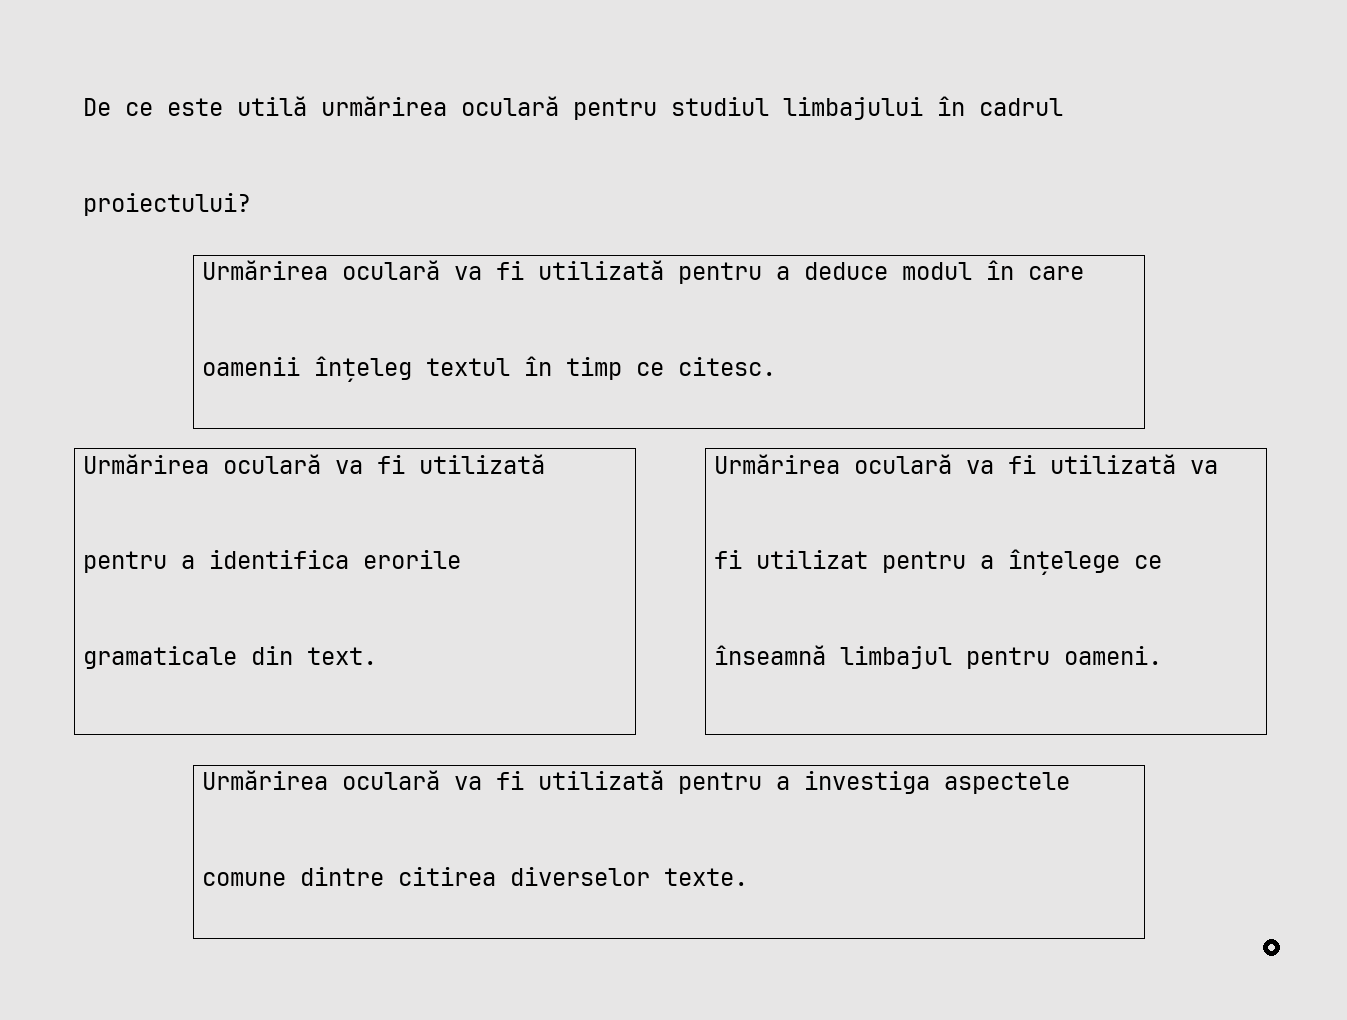 De ce este utilă urmărirea oculară pentru studiul limbajului în cadrul
proiectului?
Urmărirea oculară va fi utilizată pentru a deduce modul în care
oamenii înțeleg textul în timp ce citesc.
Urmărirea oculară va fi utilizată
pentru a identifica erorile
gramaticale din text.
Urmărirea oculară va fi utilizată va
fi utilizat pentru a înțelege ce
înseamnă limbajul pentru oameni.
Urmărirea oculară va fi utilizată pentru a investiga aspectele
comune dintre citirea diverselor texte.